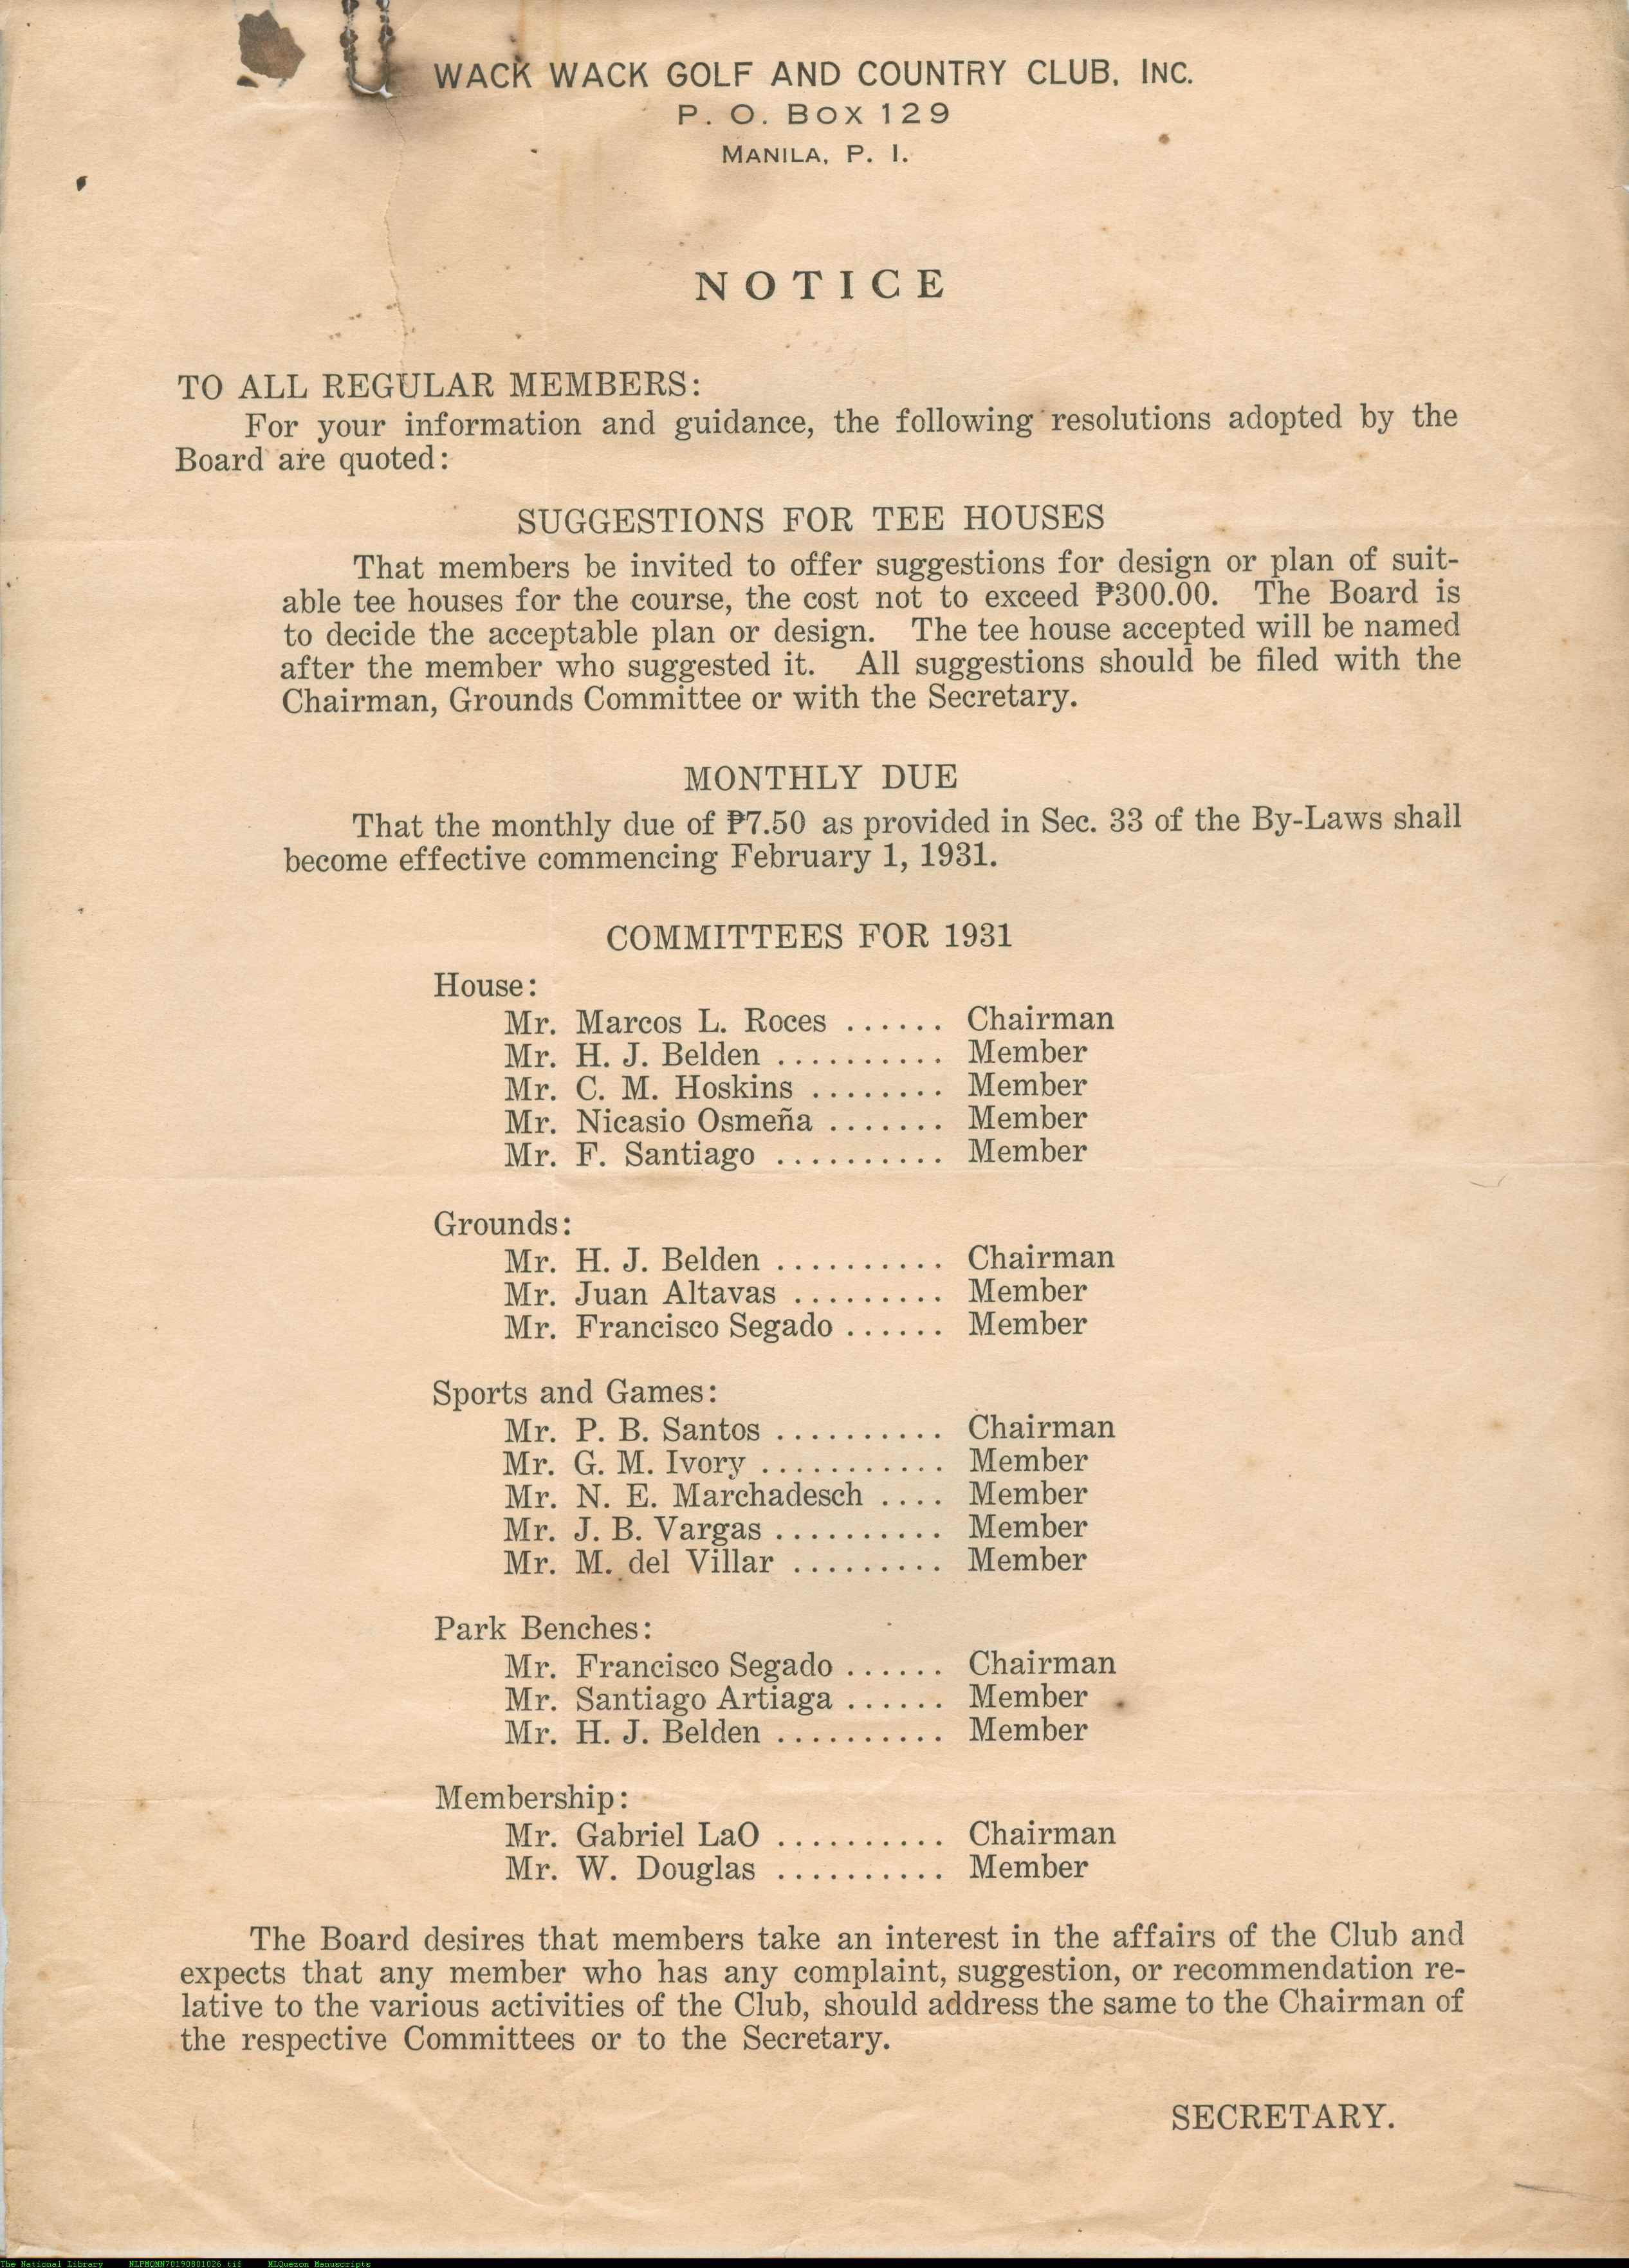 WACK WACK GOLF AND COUNTRY CLUB, INC.
P. O. BOX 129
MANILA, P. I.
NOTICE
TO ALL REGULAR MEMBERS:
For your information and guidance, the following resolutions adopted by the
Board are quoted:
SUGGESTIONS FOR TEE HOUSES
That members be invited to offer suggestions for design or plan of suit-
able tee houses for the course, the cost not to exceed ₱300.00. The Board is
to decide the acceptable plan or design. The tee house accepted will be named
after the member who suggested it. All suggestions should be filed with the
Chairman, Grounds Committee or with the Secretary.
MONTHLY DUE
That the monthly due of ₱7.50 as provided in Sec. 33 of the By-Laws shall
become effective commencing February 1, 1931.
COMMITTEES FOR 1931
House:
Mr. Marcos L. Roces ...... Chairman
Mr. H. J. Belden .......... Member
Mr. C. M. Hoskins ........ Member
Mr. Nicasio Osmeña ....... Member
Mr. F. Santiago .......... Member
Grounds:
Mr. H. J. Belden .......... Chairman
Mr. Juan Altavas ......... Member
Mr. Francisco Segado ...... Member
Sports and Games:
Mr. P. B. Santos .......... Chairman
Mr. G. M. Ivory ........... Member
Mr. N. E. Marchadesch .... Member
Mr. J. B. Vargas .......... Member
Mr. M. del Villar ......... Member
Park Benches:
Mr. Francisco Segado ...... Chairman
Mr. Santiago Artiaga ...... Member
Mr. H. J. Belden .......... Member
Membership:
Mr. Gabriel LaO .......... Chairman
Mr. W. Douglas .......... Member
The Board desires that members take an interest in the affairs of the Club and
expects that any member who has any complaint, suggestion, or recommendation re-
lative to the various activities of the Club, should address the same to the Chairman of
the respective Committees or to the Secretary.
SECRETARY.
The National Library NLPMQMN70190801026.tif MLQuezon Manuscripts